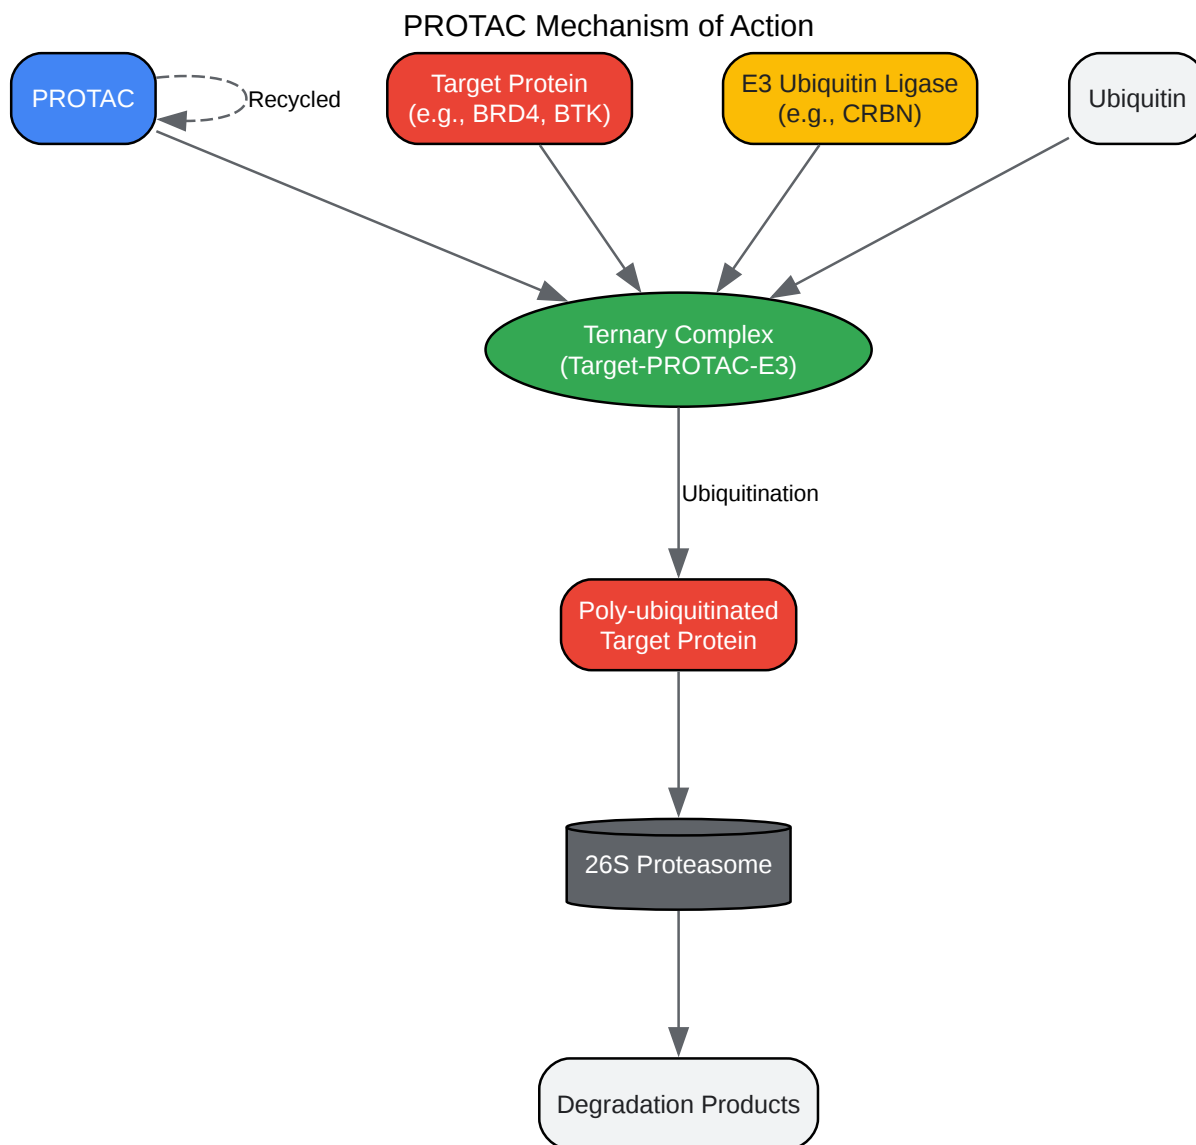 PROTAC Mechanism of Action
PROTAC
Recycled
Target Protein
(e.g., BRD4, BTK)
E3 Ubiquitin Ligase
(e.g., CRBN)
Ubiquitin
Ternary Complex
(Target-PROTAC-E3)
Ubiquitination
Poly-ubiquitinated
Target Protein
26S Proteasome
Degradation Products